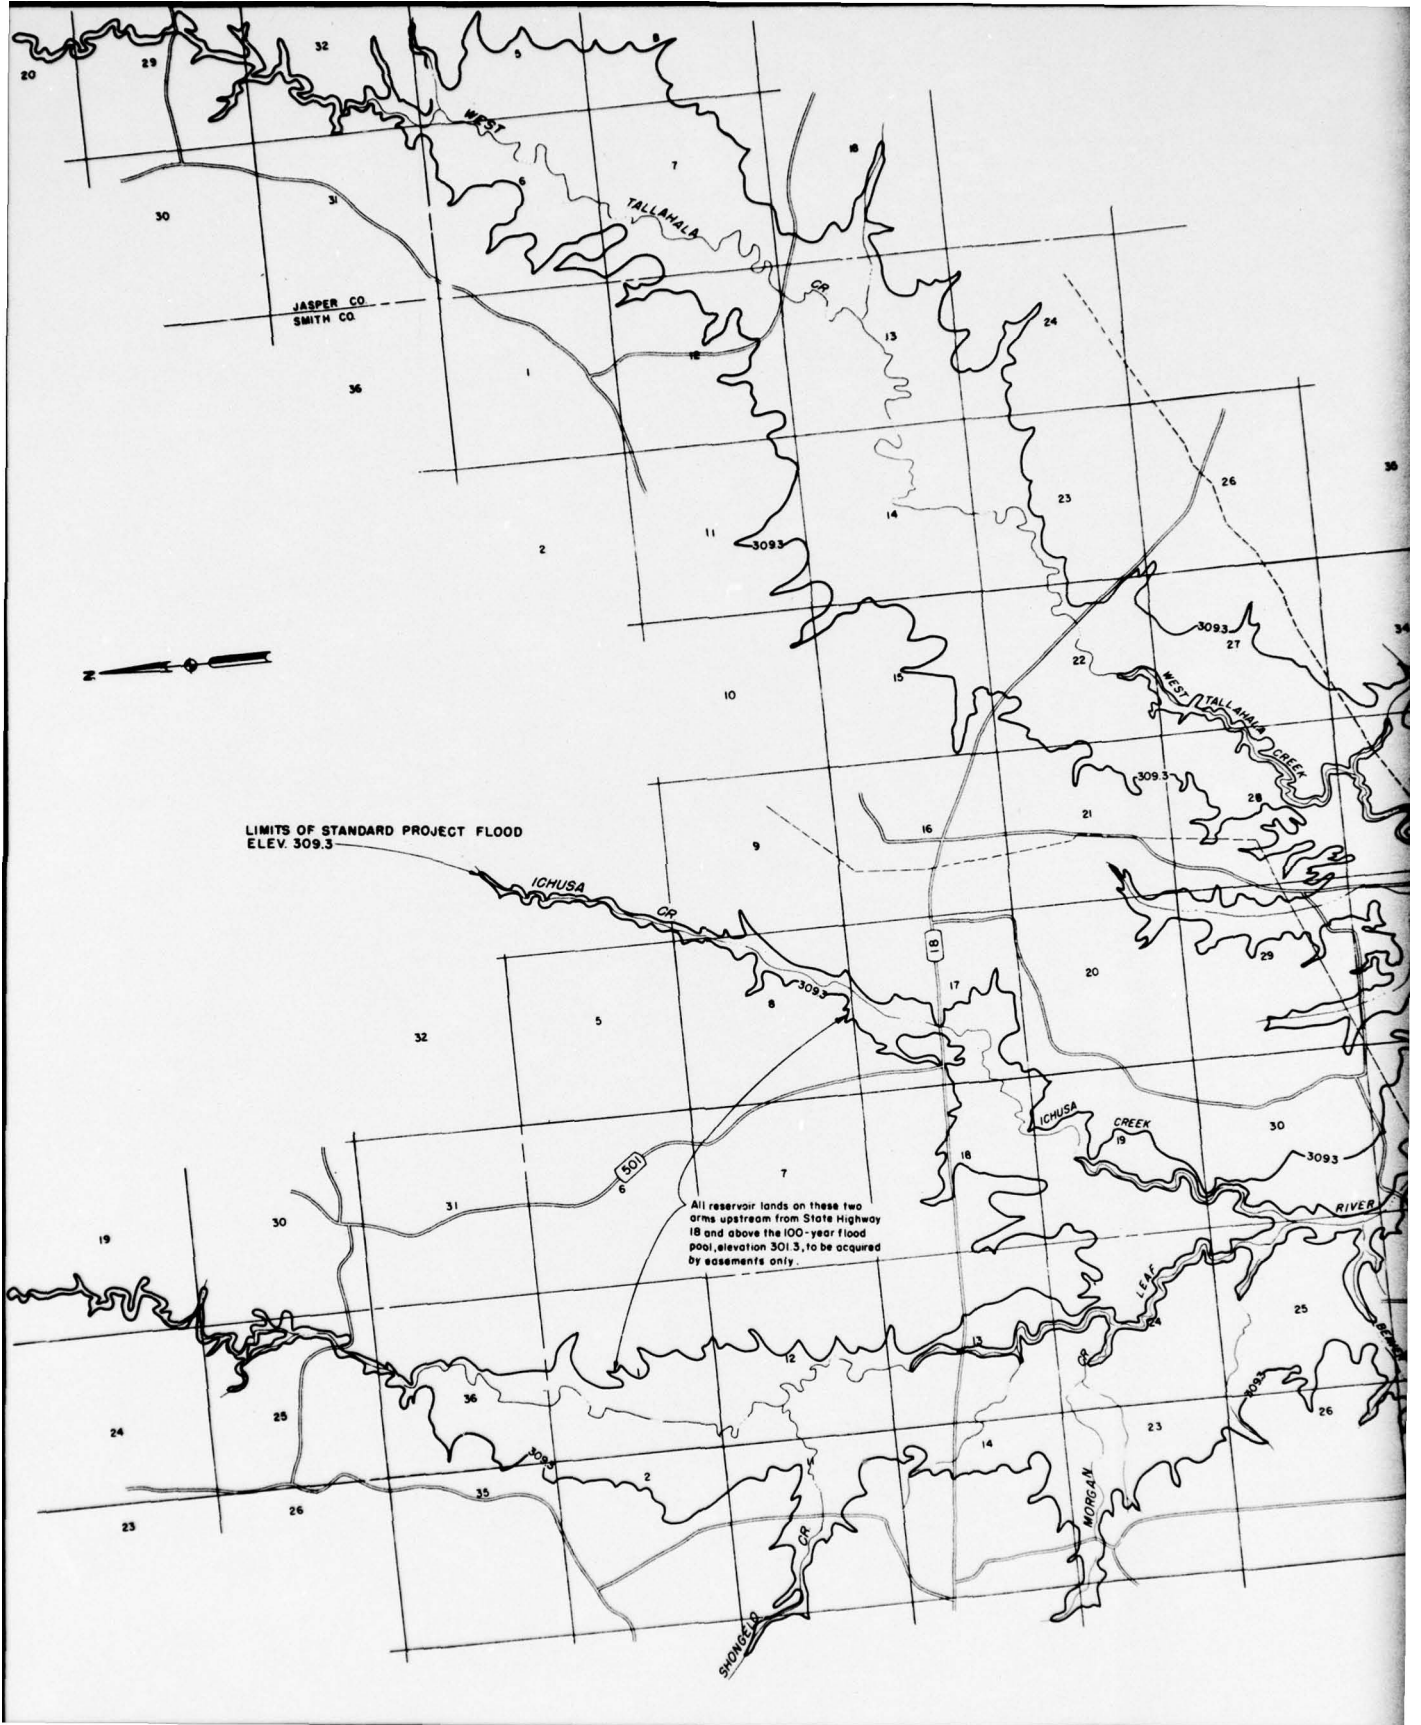 32
5
8
29
20
WEST
18
7
6
31
TALLAHALA
30
CR
JASPER CO.
SMITH CO.
24
13
12
1
36
36
26
23
14
11
3093
2
3093
34
27
22
15
WEST
TALLAHALA
CREEK
N
10
309.3
28
21
16
LIMITS OF STANDARD PROJECT FLOOD
ELEV. 309.3
9
ICHUSA
CR
18
29
20
17
3093
8
5
32
ICHUSA
CREEK
19
30
3093
18
501
6
7
31
All reservoir lands on these two
arms upstream from State Highway
18 and above the 100-year flood
pool, elevation 301.3, to be acquired
by easements only.
RIVER
30
19
LEAF
25
24
13
12
BEAVER
CR
3093
36
26
25
24
23
14
3093
2
35
26
23
MORGAN
CR
SHONGELO